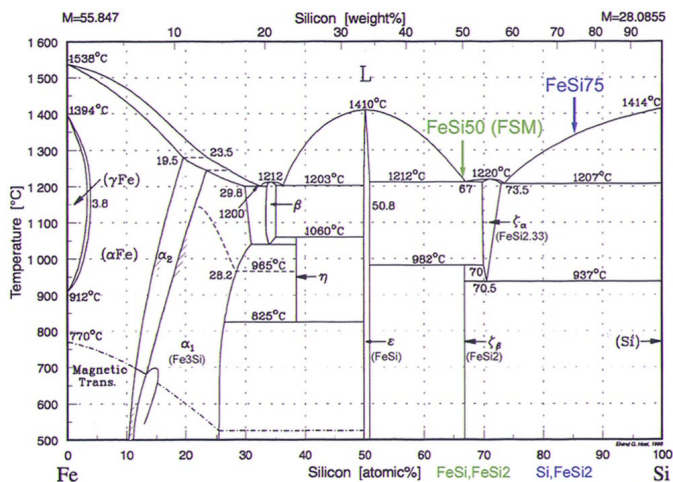 M=55.847
Silicon [weight%]
M=28.0855
10 20 30 40 50 60 70 80 90
1 600
1538°C
L
1 500
1394°C
1410°C
FeSi75
1414°C
1 400
FeSi50 (FSM)
1 300
19.5
23.5
1212
1203°C
1212°C
1220°C
67
73.5
1207°C
1 200
(γFe)
3.8
29.8
1200
β
50.8
ζα
(FeSi2.33)
1 100
1060°C
(αFe)
α2
28.2
965°C
982°C
70
1 000
η
937°C
70.5
912°C
900
825°C
800
770°C
α1
(Fe3Si)
ε
(FeSi)
ζβ
(FeSi2)
(Si)
700
Magnetic
Trans.
600
500
Temperature [°C]
0 10 20 30 40 50 60 70 80 90 100
Fe
Silicon [atomic%]
FeSi,FeSi2
Si,FeSi2
Si